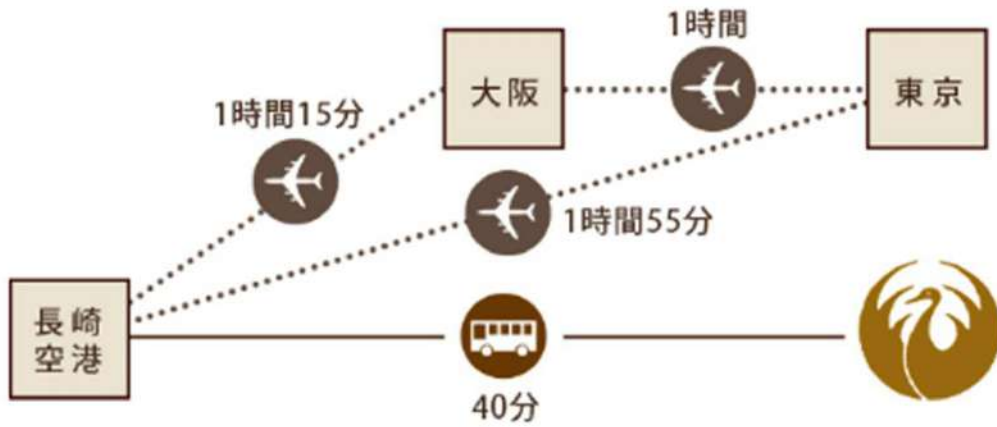 1時間
大阪
東京
1時間15分
1時間55分
長崎
空港
40分